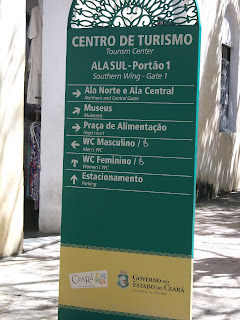 CENTRO DE TURISMO
Tourism Center
ALA SUL - Portão 1
Southern Wing - Gate 1
Ala Norte e Ala Central
Northern and Central Gates
Museus
Museums
Praça de Alimentação
Food court
WC Masculino /
Men's WC
WC Feminino /
Women's WC
Estacionamento
Parking
CEARÁ
GOVERNO DO
ESTADO DO CEARÁ